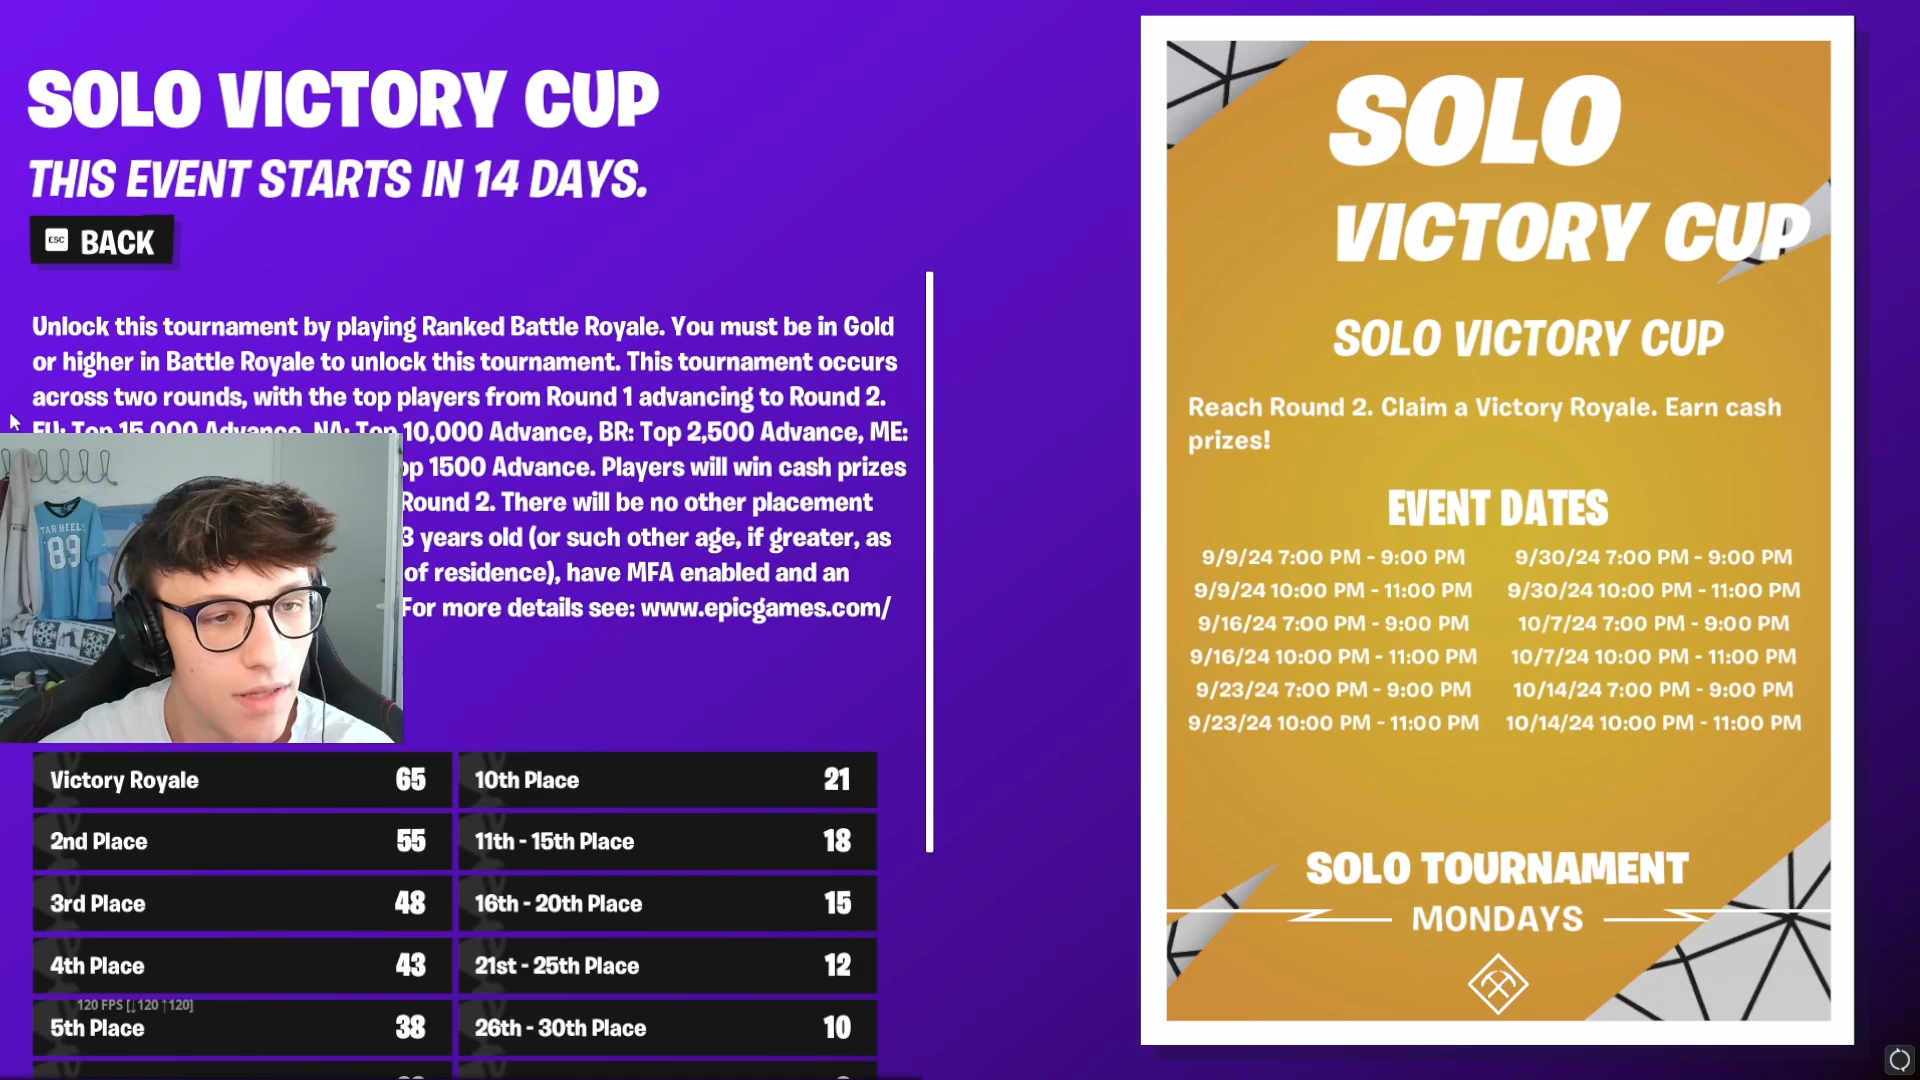 SOLO VICTORY CUP
THIS EVENT STARTS IN 14 DAYS.
ESC BACK
Unlock this tournament by playing Ranked Battle Royale. You must be in Gold
or higher in Battle Royale to unlock this tournament. This tournament occurs
across two rounds, with the top players from Round 1 advancing to Round 2.
EU: Top 15,000 Advance, NA: Top 10,000 Advance, BR: Top 2,500 Advance, ME:
op 1500 Advance. Players will win cash prizes
Round 2. There will be no other placement
3 years old (or such other age, if greater, as
of residence), have MFA enabled and an
For more details see: www.epicgames.com/
TAR HEELS
89
Victory Royale 65
10th Place 21
2nd Place 55
11th - 15th Place 18
3rd Place 48
16th - 20th Place 15
4th Place 43
21st - 25th Place 12
120 FPS [↓120 ↑120]
5th Place 38
26th - 30th Place 10
SOLO
VICTORY CUP
SOLO VICTORY CUP
Reach Round 2. Claim a Victory Royale. Earn cash
prizes!
EVENT DATES
9/9/24 7:00 PM - 9:00 PM
9/9/24 10:00 PM - 11:00 PM
9/16/24 7:00 PM - 9:00 PM
9/16/24 10:00 PM - 11:00 PM
9/23/24 7:00 PM - 9:00 PM
9/23/24 10:00 PM - 11:00 PM
9/30/24 7:00 PM - 9:00 PM
9/30/24 10:00 PM - 11:00 PM
10/7/24 7:00 PM - 9:00 PM
10/7/24 10:00 PM - 11:00 PM
10/14/24 7:00 PM - 9:00 PM
10/14/24 10:00 PM - 11:00 PM
SOLO TOURNAMENT
MONDAYS